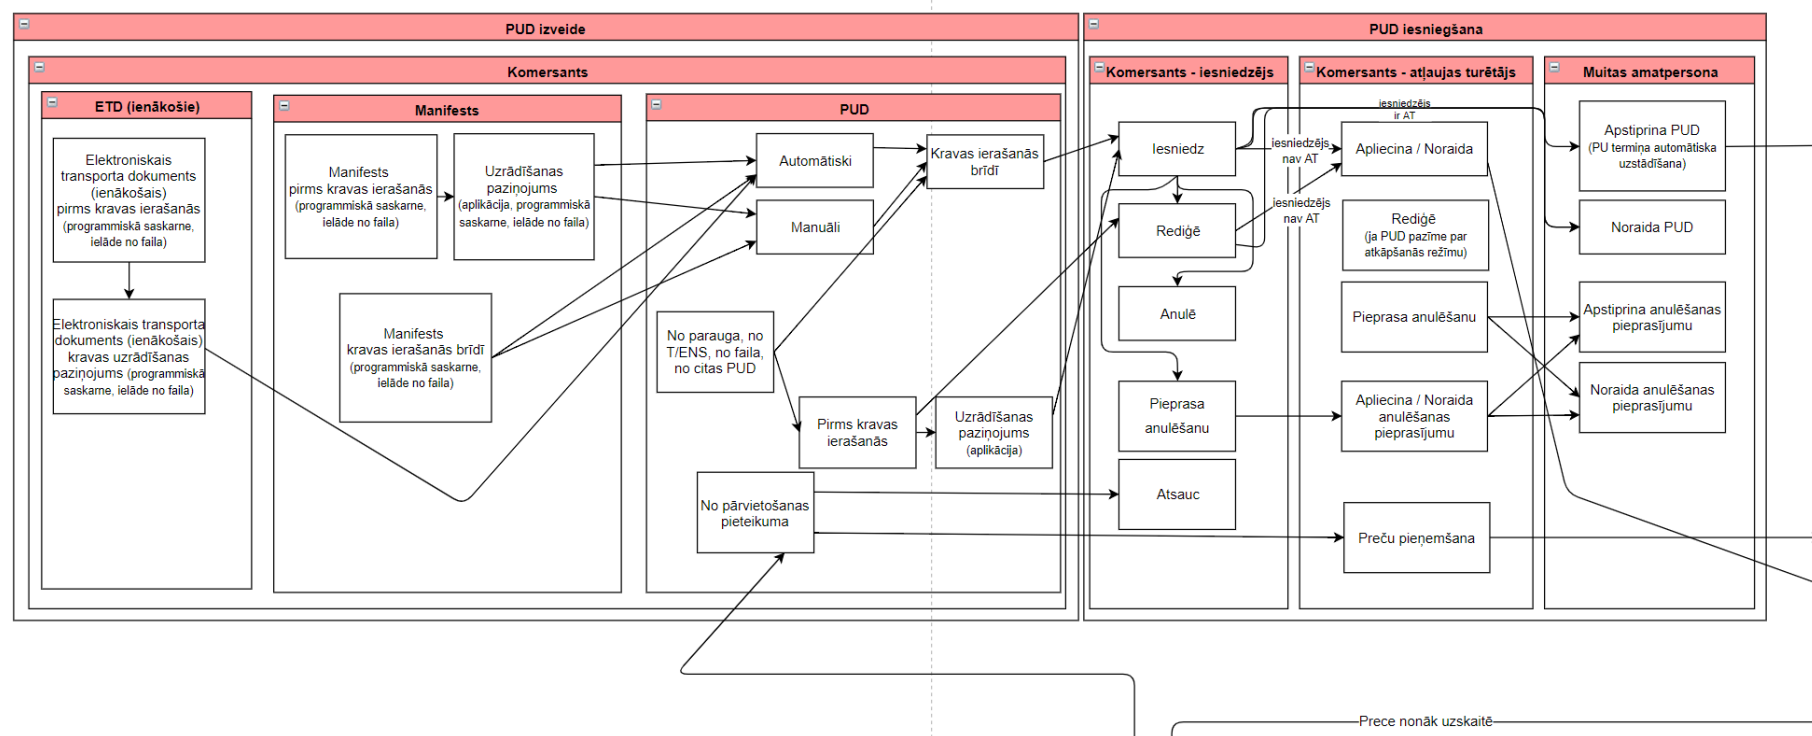 PUD izveide
Komersants
ETD (ienākošie)
Elektroniskais
transporta dokuments
(ienākošais)
pirms kravas ierašanās
(programmiskā saskarne,
ielāde no faila)
Elektroniskais transporta
dokuments (ienākošais)
kravas uzrādīšanas
paziņojums (programmiskā
saskarne, ielāde no faila)
Manifests
Manifests
pirms kravas ierašanās
(programmiskā saskarne,
ielāde no faila)
Uzrādīšanas
paziņojums
(aplikācija, programmiskā
saskarne, ielāde no faila)
Manifests
kravas ierašanās brīdī
(programmiskā saskarne,
ielāde no faila)
PUD
Automātiski
Manuāli
Kravas ierašanās
brīdī
No parauga, no
T/ENS, no faila,
no citas PUD
Pirms kravas
ierašanās
Uzrādīšanas
paziņojums
(aplikācija)
No pārvietošanas
pieteikuma
PUD iesniegšana
Komersants - iesniedzējs
Iesniedz
Rediģē
Anulē
Pieprasa
anulēšanu
Atsauc
iesniedzējs
nav AT
iesniedzējs
nav AT
Komersants - atļaujas turētājs
iesniedzējs
ir AT
Apliecina / Noraida
Rediģē
(ja PUD pazīme par
atkāpšanās režīmu)
Pieprasa anulēšanu
Apliecina / Noraida
anulēšanas
pieprasījumu
Preču pieņemšana
Muitas amatpersona
Apstiprina PUD
(PU termiņa automātiska
uzstādīšana)
Noraida PUD
Apstiprina anulēšanas
pieprasījumu
Noraida anulēšanas
pieprasījumu
Prece nonāk uzskaitē